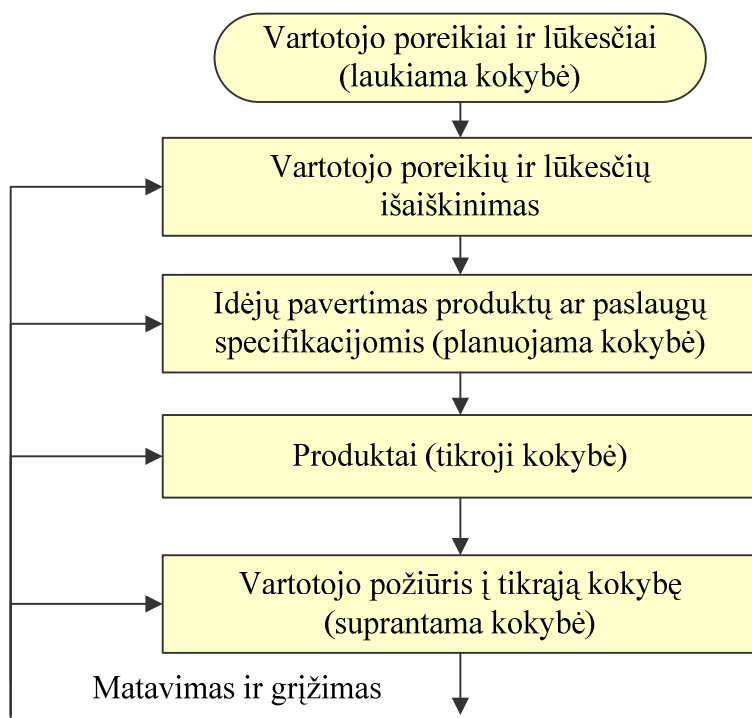 Vartotojo poreikiai ir lūkesčiai
(laukiama kokybė)
Vartotojo poreikių ir lūkesčių
išaiškinimas
Idėjų pavertimas produktų ar paslaugų
specifikacijomis (planuojama kokybė)
Produktai (tikroji kokybė)
Vartotojo požiūris į tikrąją kokybę
(suprantama kokybė)
Matavimas ir grįžimas